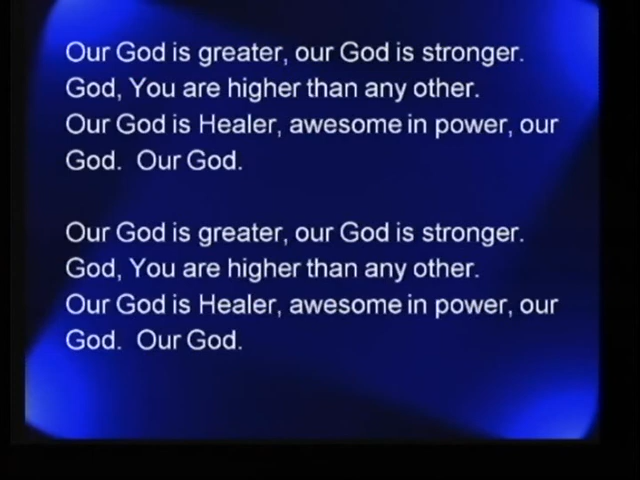 Our God is greater, our God is stronger.
God, You are higher than any other.
Our God is Healer, awesome in power, our
God.  Our God.
Our God is greater, our God is stronger.
God, You are higher than any other.
Our God is Healer, awesome in power, our
God.  Our God.